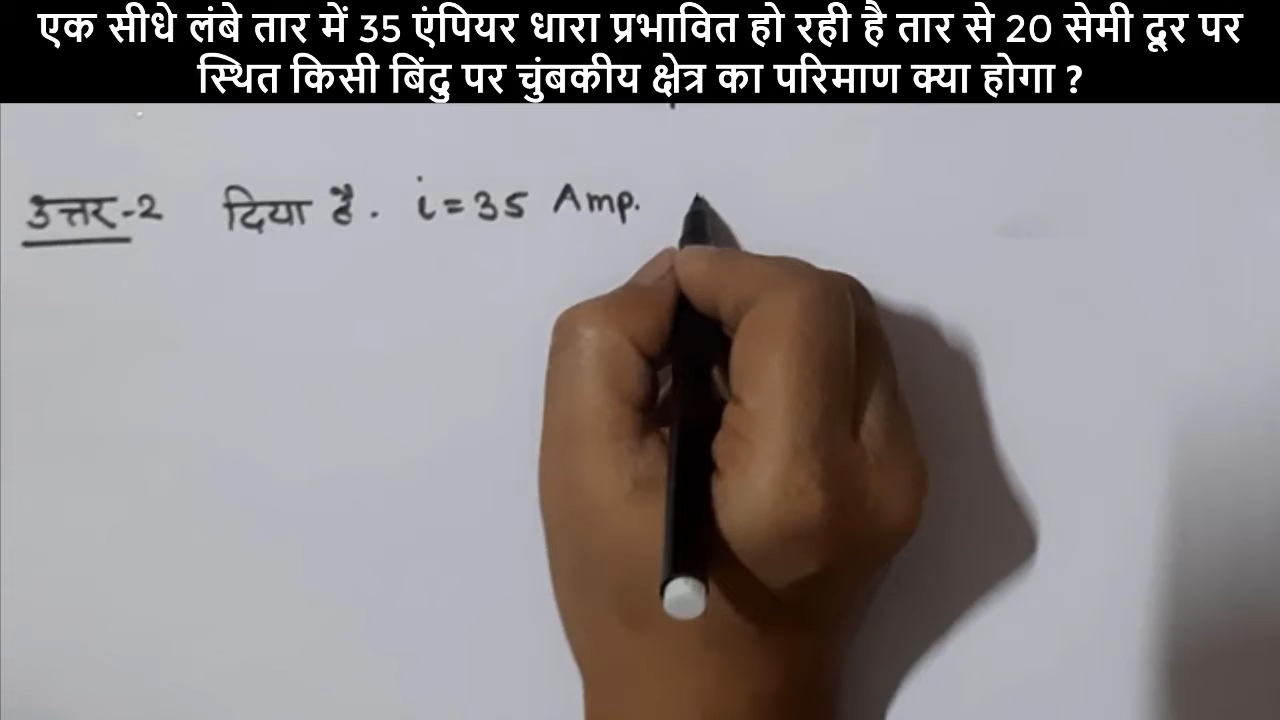 एक सीधे लंबे तार में 35 एंपियर धारा प्रभावित हो रही है तार से 20 सेमी दूर पर
स्थित किसी बिंदु पर चुंबकीय क्षेत्र का परिमाण क्या होगा ?
उत्तर-2 दिया है. i = 35 Amp.